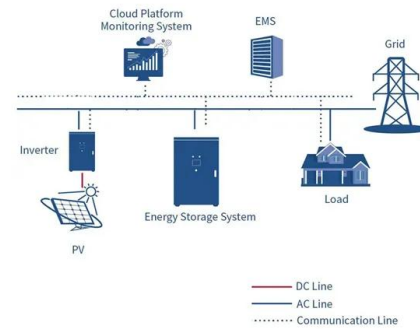 Cloud Platform
Monitoring System
EMS
Grid
Inverter
Energy Storage System
Load
PV
DC Line
AC Line
Communication Line